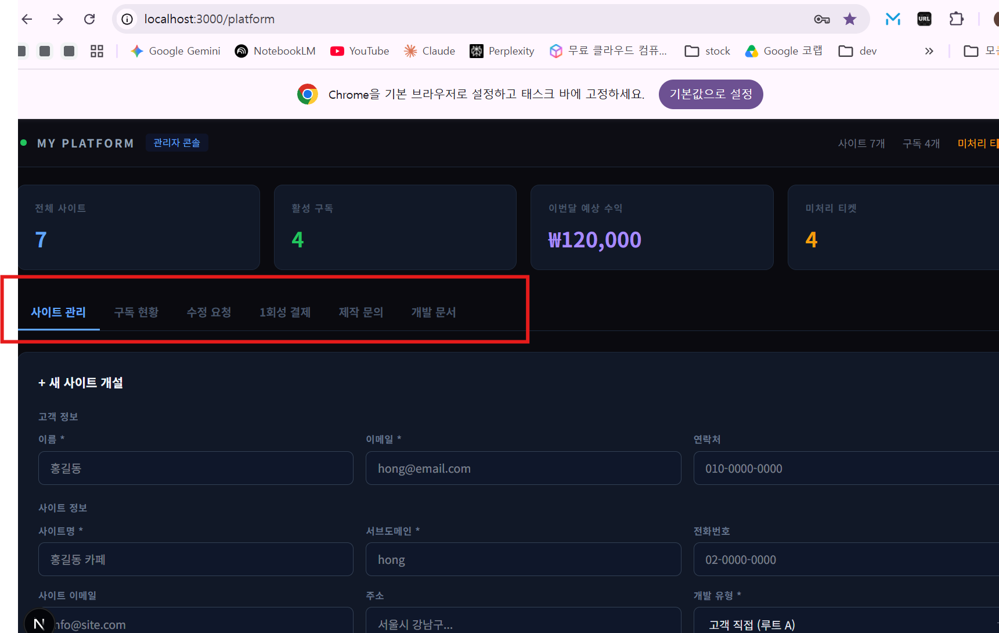 localhost:3000/platform
URL
Google Gemini NotebookLM YouTube Claude Perplexity 무료 클라우드 컴퓨... stock Google 코랩 dev »
Chrome을 기본 브라우저로 설정하고 태스크 바에 고정하세요. 기본값으로 설정
MY PLATFORM 관리자 콘솔 사이트 7개 구독 4개 미처리
전체 사이트 활성 구독 이번달 예상 수익 미처리 티켓
7 4 ₩120,000 4
사이트 관리 구독 현황 수정 요청 1회성 결제 제작 문의 개발 문서
+ 새 사이트 개설
고객 정보
이름 * 이메일 * 연락처
홍길동 hong@email.com 010-0000-0000
사이트 정보
사이트명 * 서브도메인 * 전화번호
홍길동 카페 hong 02-0000-0000
사이트 이메일 주소 개발 유형 *
N nfo@site.com 서울시 강남구... 고객 직접 (루트 A)